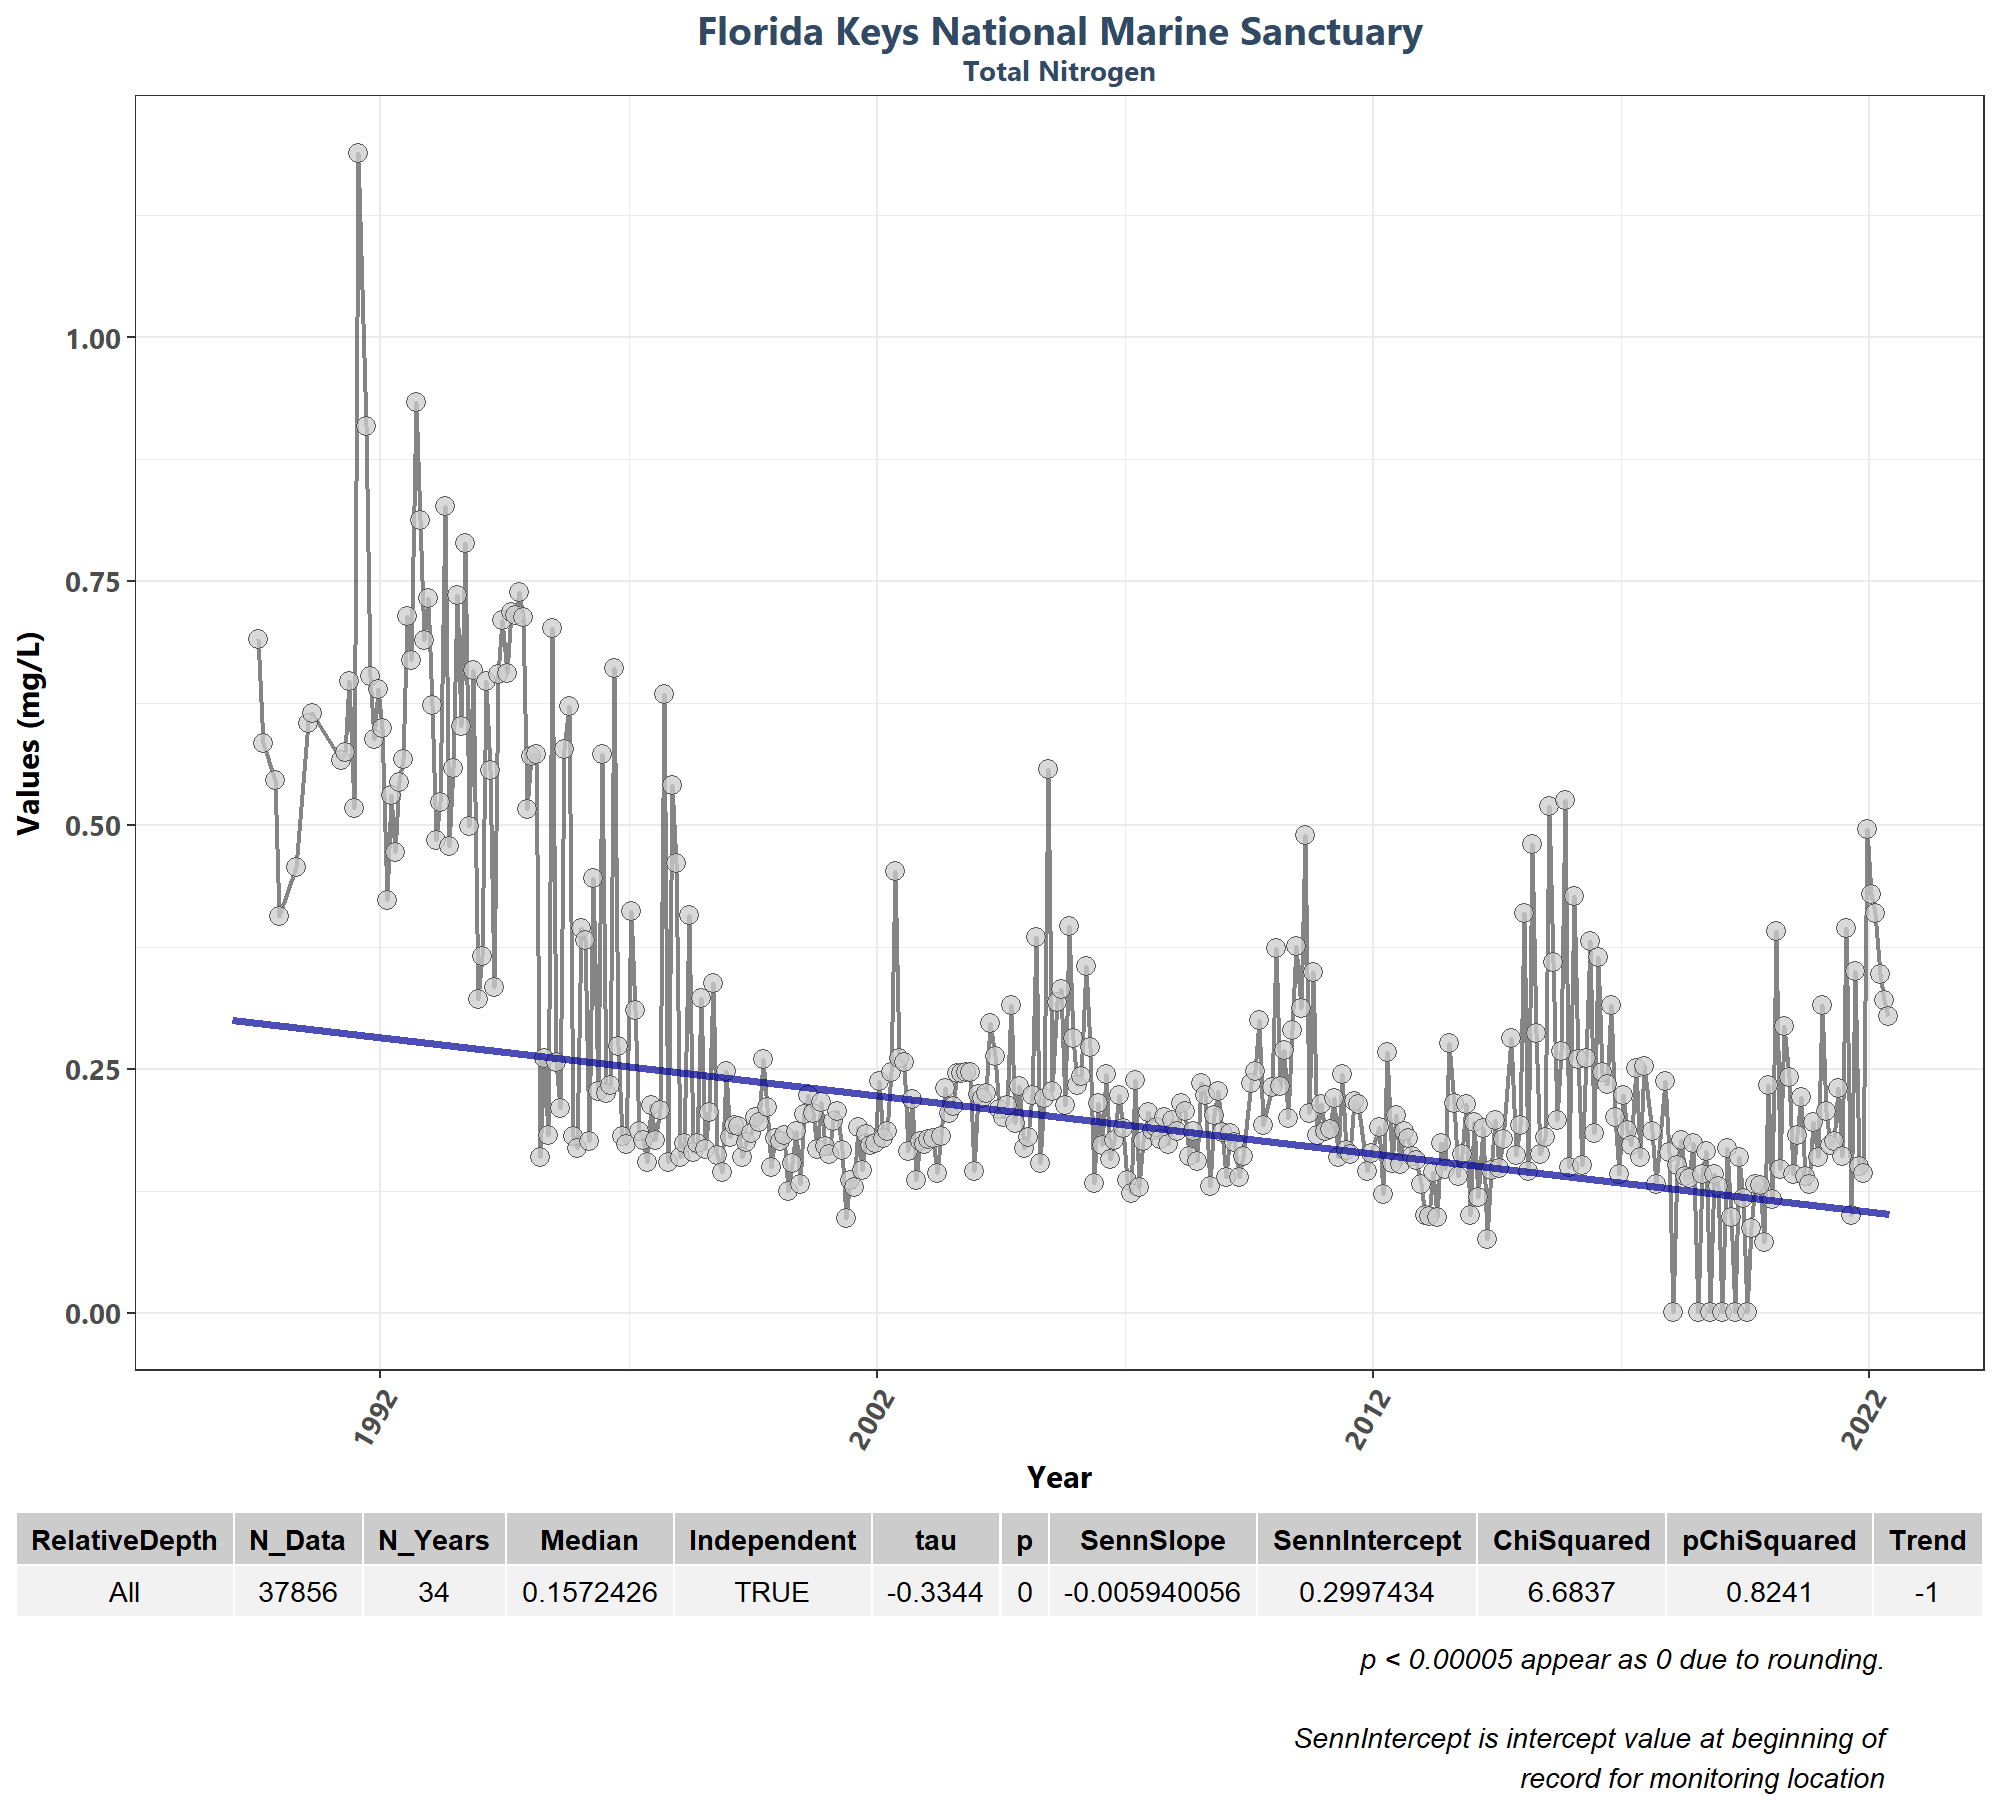 Florida Keys National Marine Sanctuary
Total Nitrogen
Values (mg/L)
1.00
0.75
0.50
0.25
0.00
1992
2002
2012
2022
Year
RelativeDepth N_Data N_Years Median Independent tau p SennSlope SennIntercept ChiSquared pChiSquared Trend
All 37856 34 0.1572426 TRUE -0.3344 0 -0.005940056 0.2997434 6.6837 0.8241 -1
p < 0.00005 appear as 0 due to rounding.
SennIntercept is intercept value at beginning of
record for monitoring location